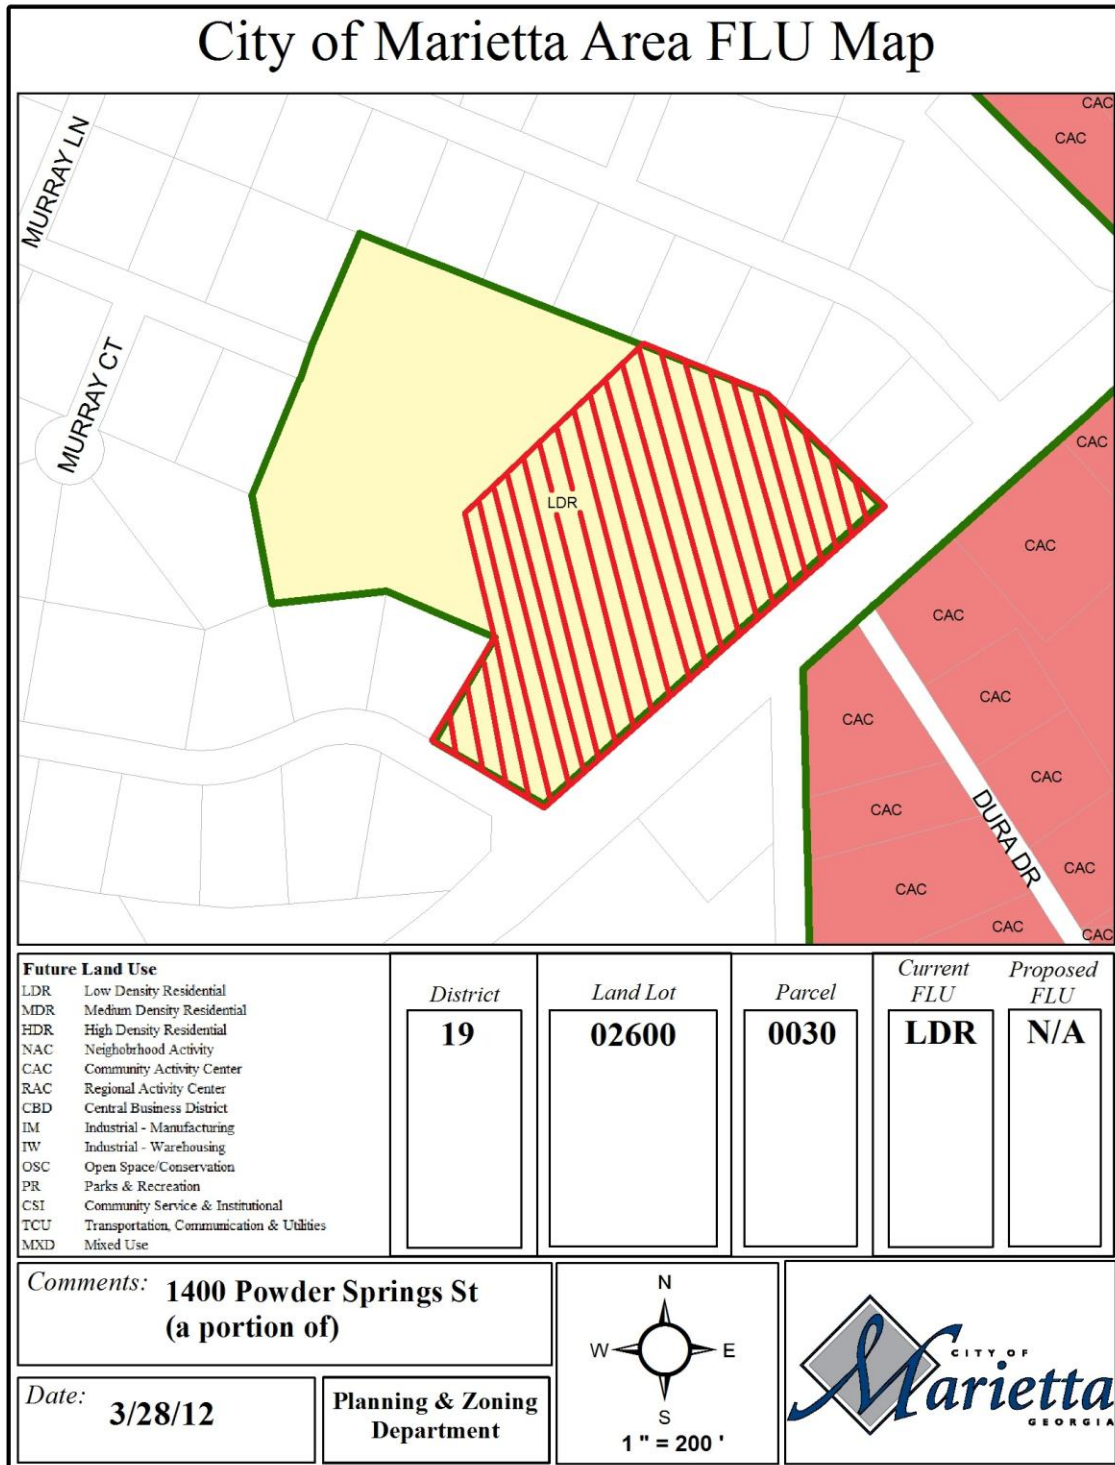 City of Marietta Area FLU Map
CAC
CAC
MURRAY LN
MURRAY CT
LDR
CAC
CAC
CAC
CAC
CAC
CAC
CAC
DURA DR
CAC
CAC
CAC
CAC
Future Land Use
LDR Low Density Residential
MDR Medium Density Residential
HDR High Density Residential
NAC Neighobrhood Activity
CAC Community Activity Center
RAC Regional Activity Center
CBD Central Business District
IM Industrial - Manufacturing
IW Industrial - Warehousing
OSC Open Space/Conservation
PR Parks & Recreation
CSI Community Service & Institutional
TCU Transportation, Communication & Utilities
MXD Mixed Use
District
19
Land Lot
02600
Parcel
0030
Current
FLU
LDR
Proposed
FLU
N/A
Comments: 1400 Powder Springs St
(a portion of)
Date: 3/28/12
Planning & Zoning
Department
N
W E
S
1 " = 200 '
CITY OF
Marietta
GEORGIA